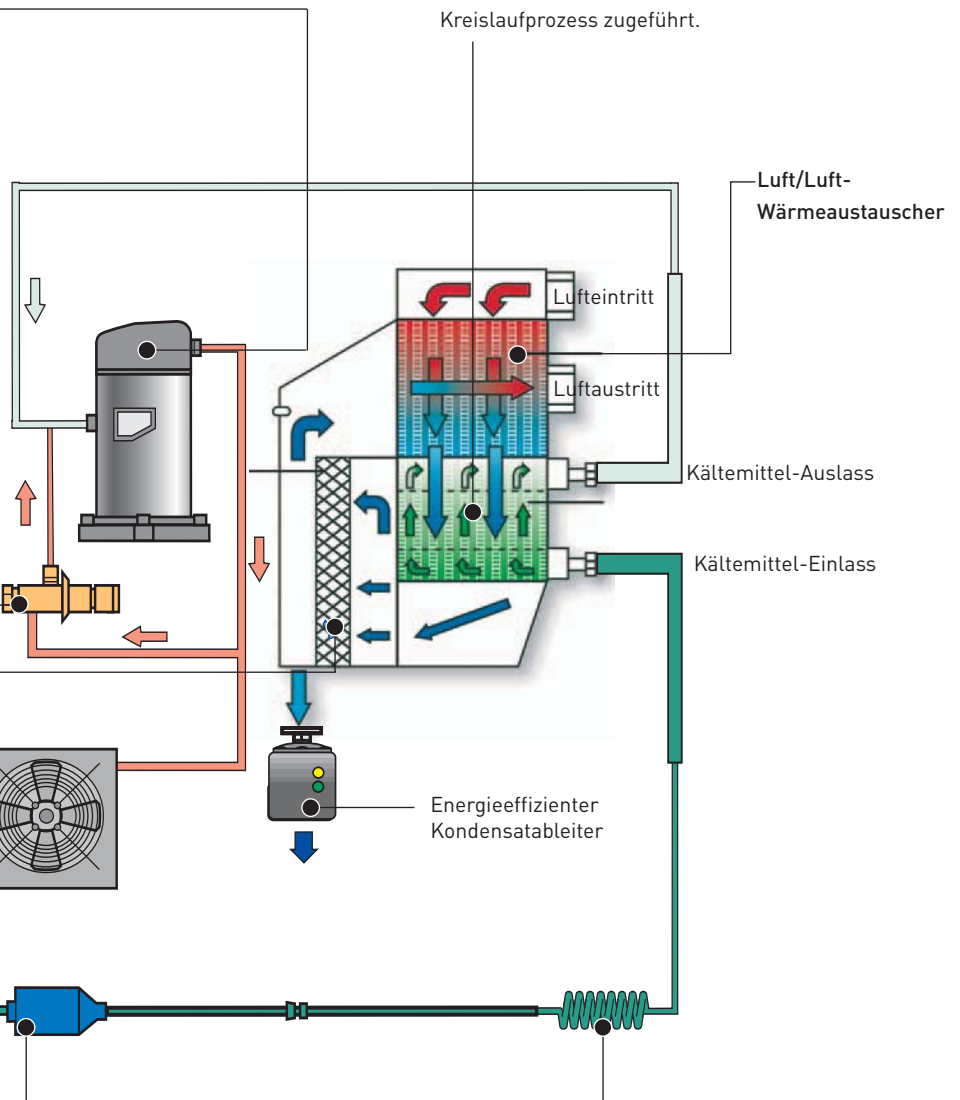 Kreislaufprozess zugeführt.
Luft/Luft-
Wärmeaustauscher
Lufteintritt
Luftaustritt
Kältemittel-Auslass
Kältemittel-Einlass
Energieeffizienter
Kondensatableiter